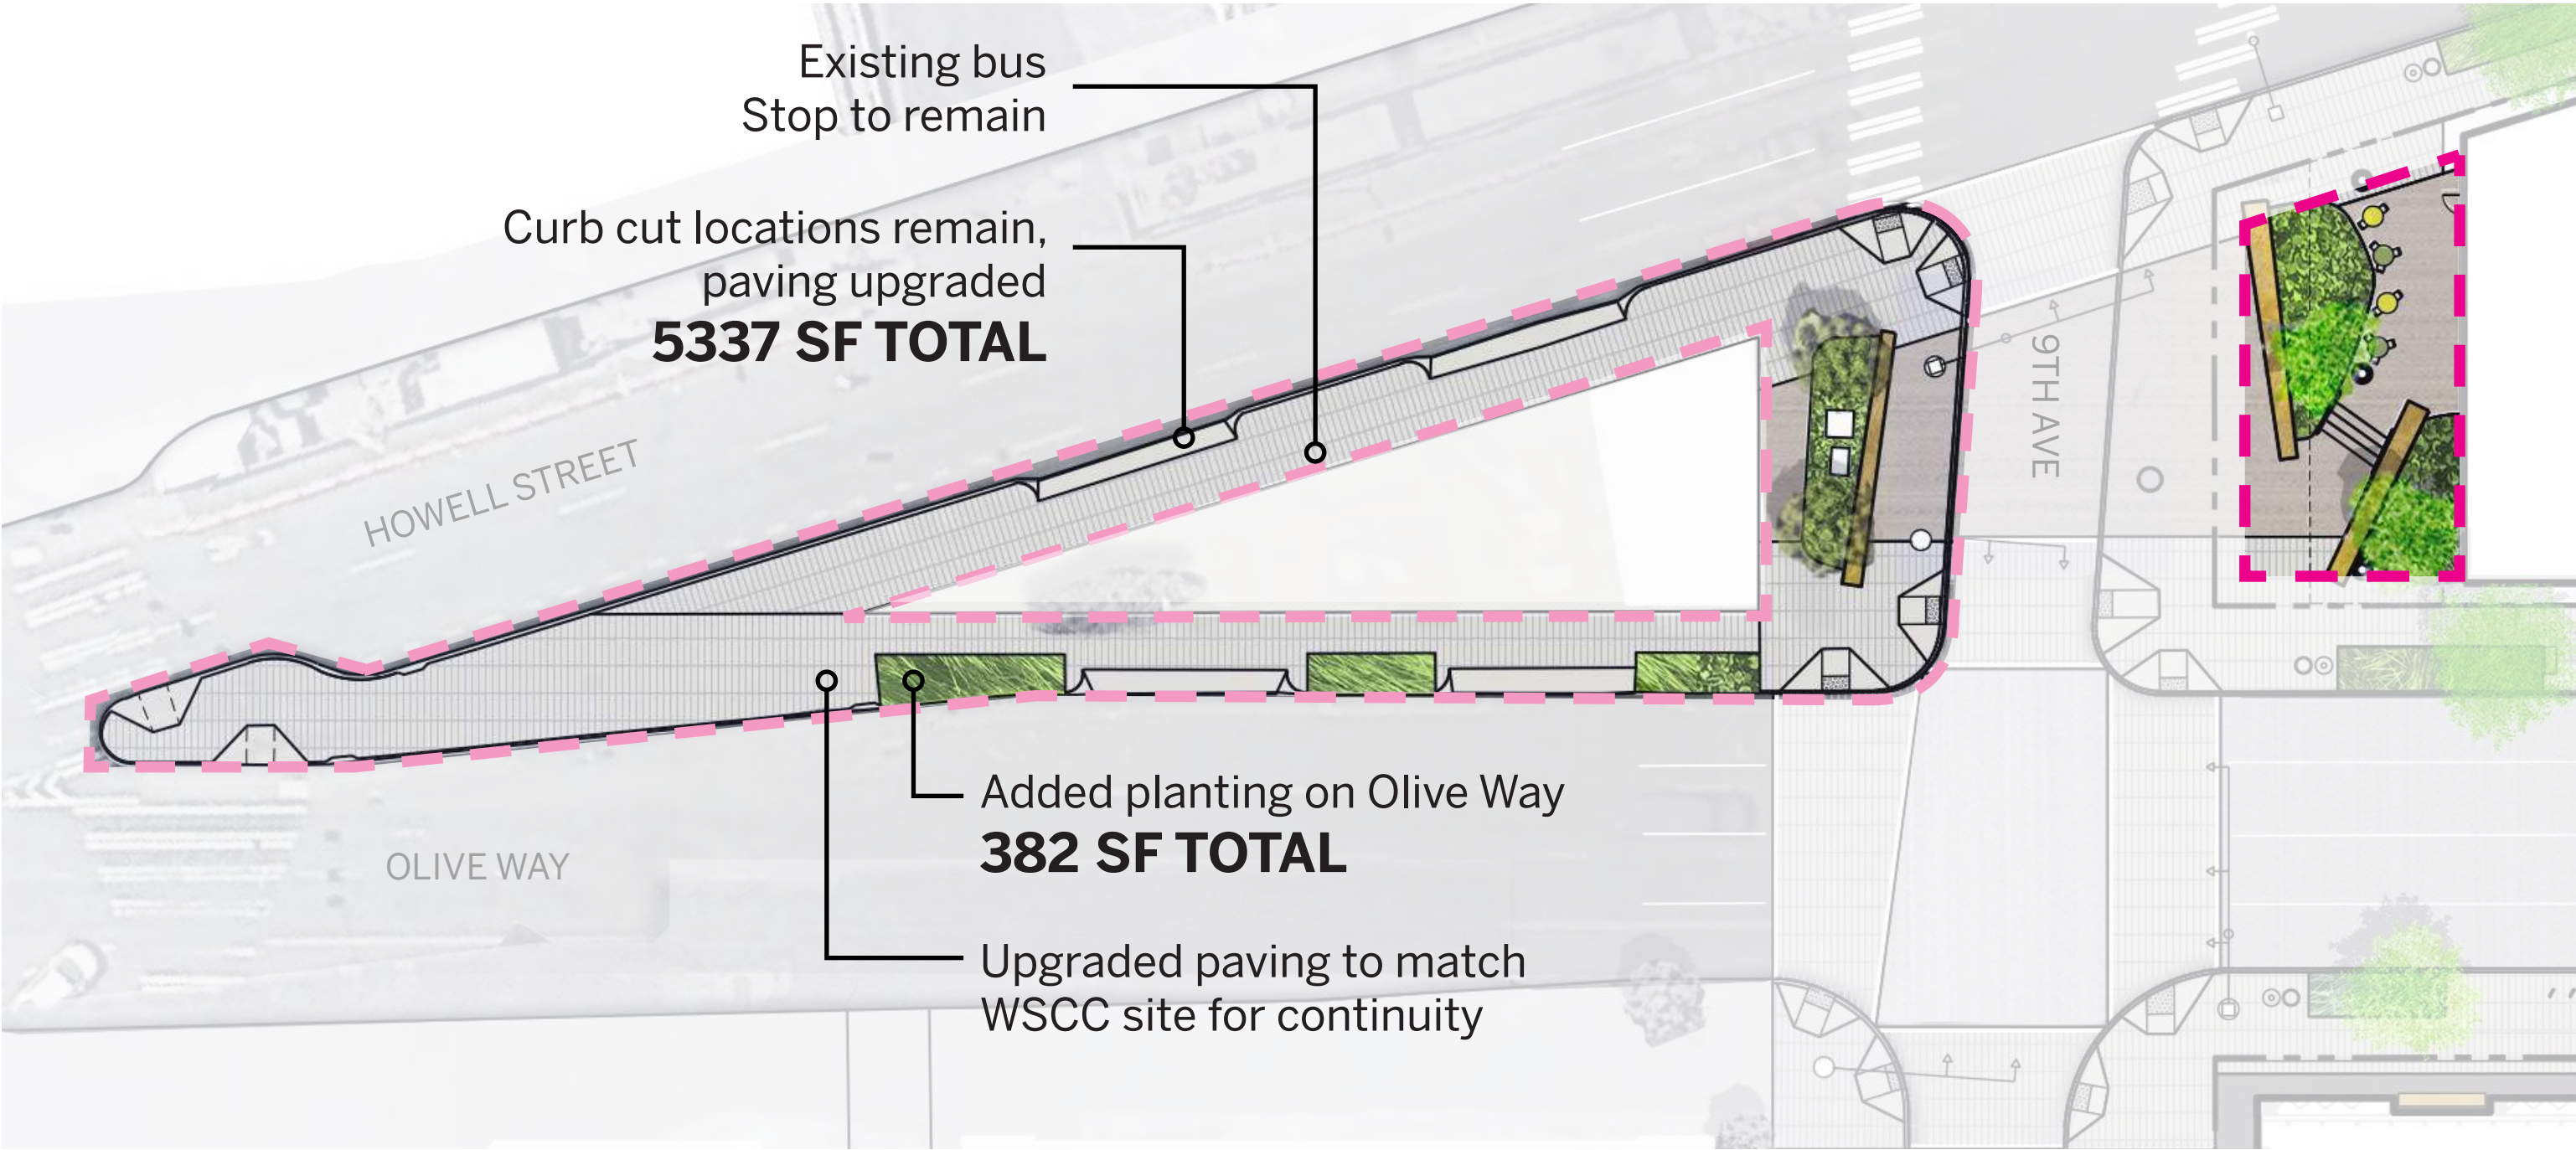 Existing bus
Stop to remain
Curb cut locations remain,
paving upgraded
5337 SF TOTAL
HOWELL STREET
9TH AVE
OLIVE WAY
Added planting on Olive Way
382 SF TOTAL
Upgraded paving to match
WSCC site for continuity